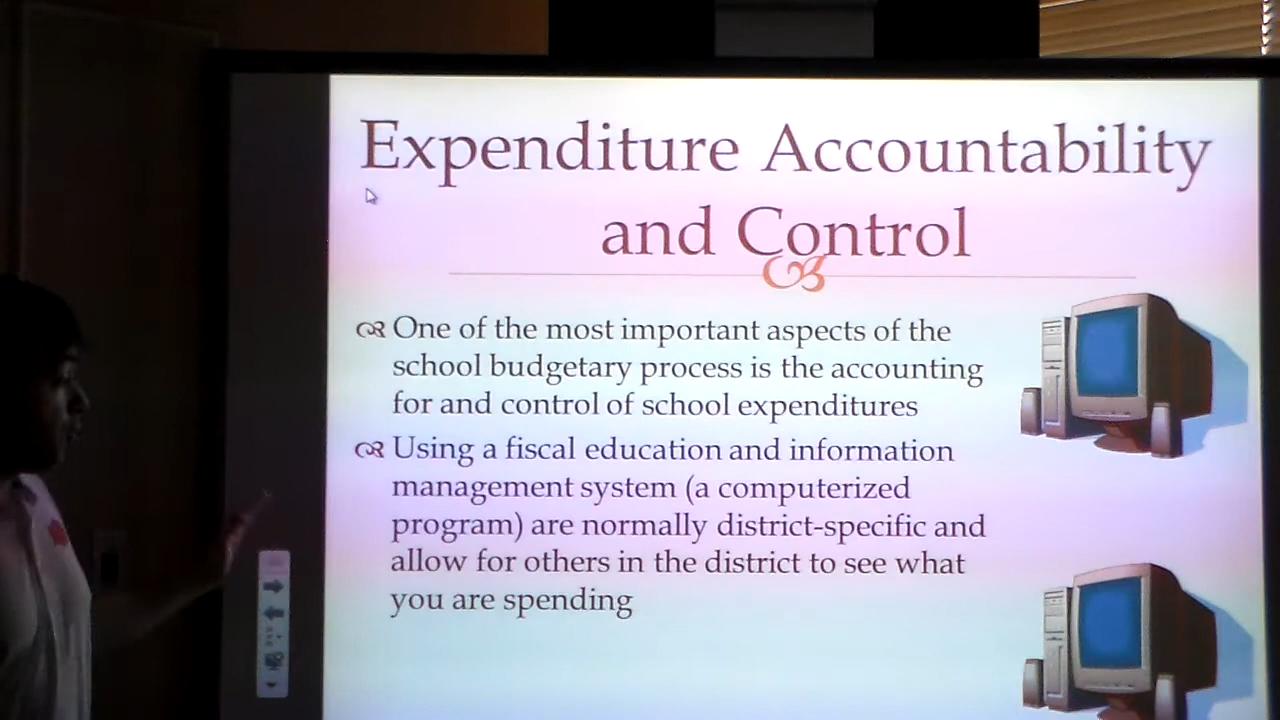 Expenditure Accountability
and Control
One of the most important aspects of the
school budgetary process is the accounting
for and control of school expenditures
Using a fiscal education and information
management system (a computerized
program) are normally district-specific and
allow for others in the district to see what
you are spending